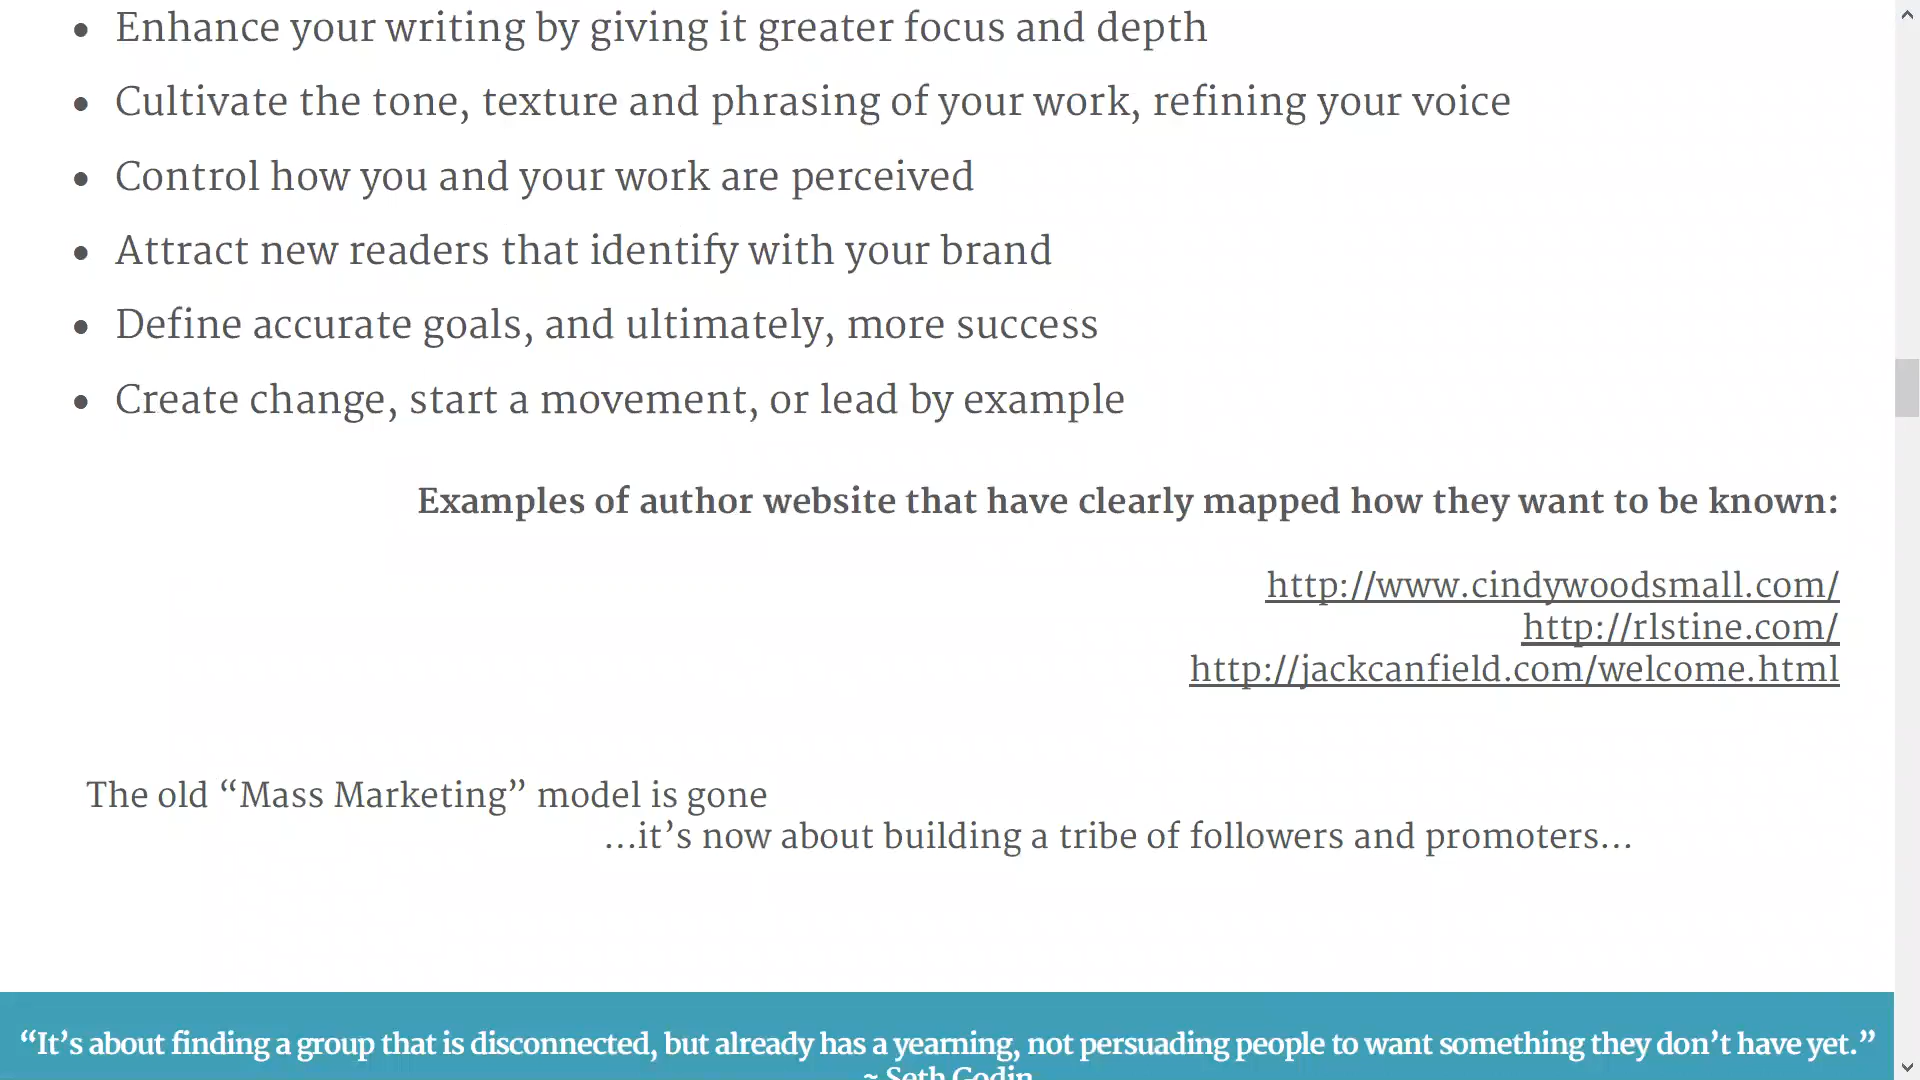 • Enhance your writing by giving it greater focus and depth
• Cultivate the tone, texture and phrasing of your work, refining your voice
• Control how you and your work are perceived
• Attract new readers that identify with your brand
• Define accurate goals, and ultimately, more success
• Create change, start a movement, or lead by example
Examples of author website that have clearly mapped how they want to be known:
http://www.cindywoodsmall.com/
http://rlstine.com/
http://jackcanfield.com/welcome.html
The old “Mass Marketing” model is gone
…it’s now about building a tribe of followers and promoters…
“It’s about finding a group that is disconnected, but already has a yearning, not persuading people to want something they don’t have yet.”
~ Seth Godin